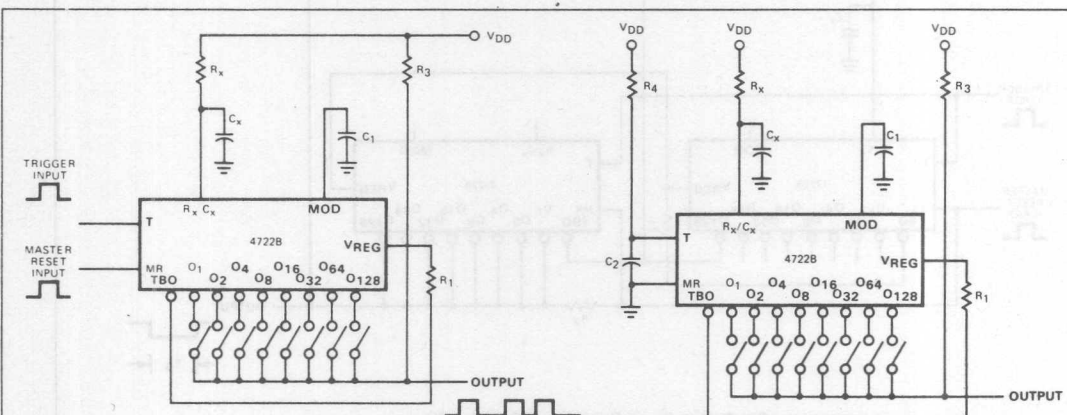 VDD
Rx
R3
Cx
C1
TRIGGER
INPUT
Rx Cx
MOD
T
4722B
VREG
MASTER
RESET
INPUT
MR
TBO
O1
O2
O4
O8
O16
O32
O64
O128
R1
OUTPUT
VDD
VDD
VDD
R4
Rx
R3
Cx
C1
Rx/Cx
MOD
T
C2
4722B
VREG
MR
TBO
O1
O2
O4
O8
O16
O32
O64
O128
R1
OUTPUT